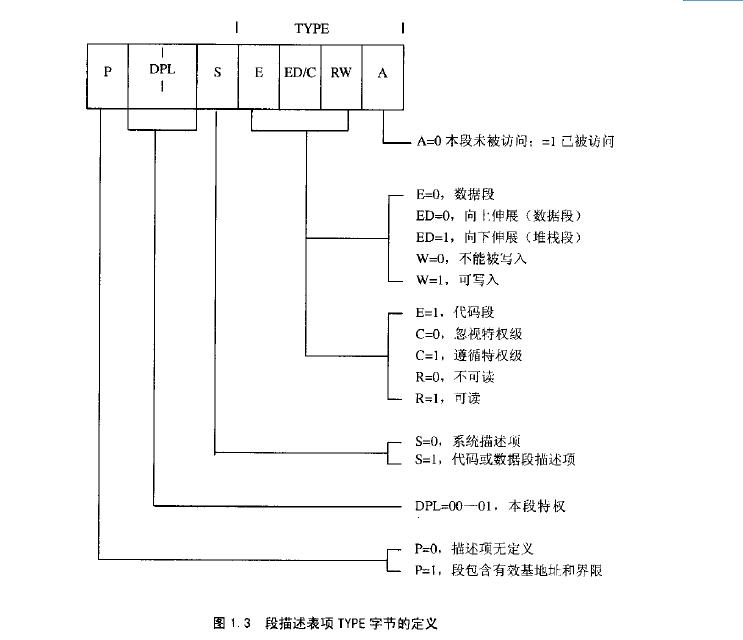 TYPE
P DPL S E ED/C RW A
A=0 本段未被访问；=1 已被访问
E=0，数据段
ED=0，向上伸展（数据段）
ED=1，向下伸展（堆栈段）
W=0，不能被写入
W=1，可写入
E=1，代码段
C=0，忽视特权级
C=1，遵循特权级
R=0，不可读
R=1，可读
S=0，系统描述项
S=1，代码或数据段描述项
DPL=00—01，本段特权
P=0，描述项无定义
P=1，段包含有效基地址和界限
图 1.3 段描述表项 TYPE 字节的定义